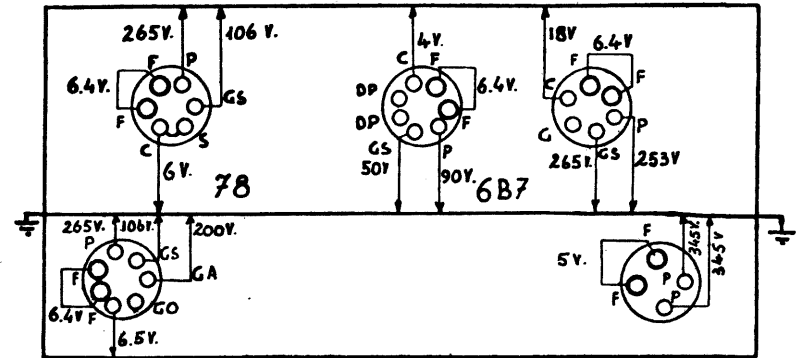 265V.
106 V.
F
P
6.4V.
F
GS
C
S
6V.
78
4V.
C
F
DP
6.4V.
DP
F
GS
P
50V
90V.
6B7
18V
6.4V
F
C
F
G
P
GS
265V.
253V
265V.
106V.
200V.
P
GS
F
GA
6.4V
F
GO
6.5V.
345V.
345V
F
5V.
P
F
P